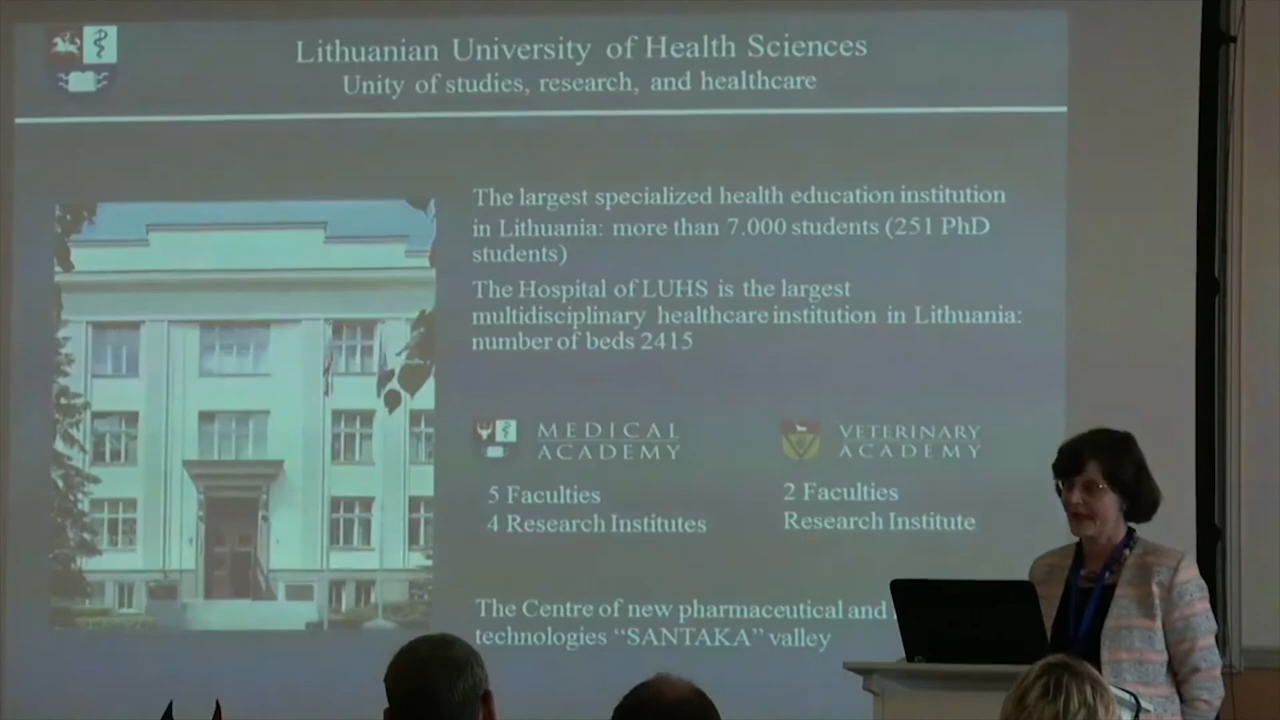 Lithuanian University of Health Sciences
Unity of studies, research, and healthcare
The largest specialized health education institution
in Lithuania: more than 7.000 students (251 PhD
students)
The Hospital of LUHS is the largest
multidisciplinary healthcare institution in Lithuania:
number of beds 2415
MEDICAL
ACADEMY
5 Faculties
4 Research Institutes
VETERINARY
ACADEMY
2 Faculties
Research Institute
The Centre of new pharmaceutical and
technologies “SANTAKA” valley